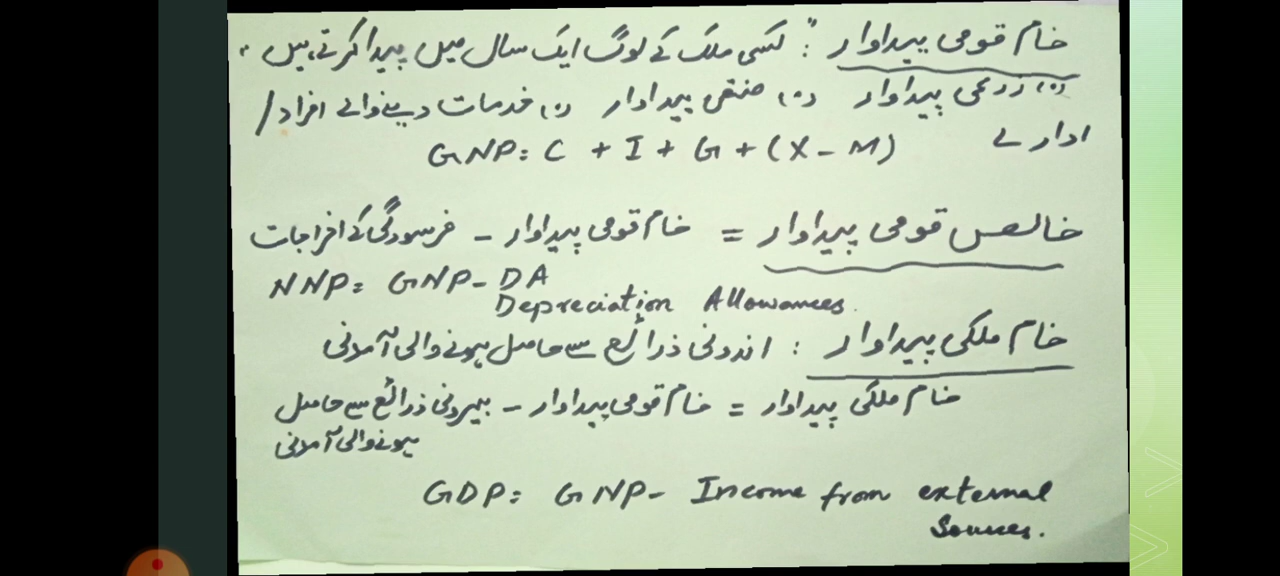 خام قومی پیداوار": کسی ملک کے لوگ ایک سال میں پیدا کرتے ہیں۔
(۱) زرعی پیداوار (۲) صنعتی پیداوار (۳) خدمات دینے والے افراد/
ادارے
GNP = C + I + G + (X - M)
خالص قومی پیداوار = خام قومی پیداوار - فرسودگی کے اخراجات
NNP = GNP - DA
Depreciation Allowances.
خام ملکی پیداوار : اندونی ذرائع سے حاصل ہونے والی آمدنی
خام ملکی پیداوار = خام قومی پیداوار - بیرونی ذرائع سے حاصل
ہونے والی آمدنی
GDP = GNP - Income from external
Sources.